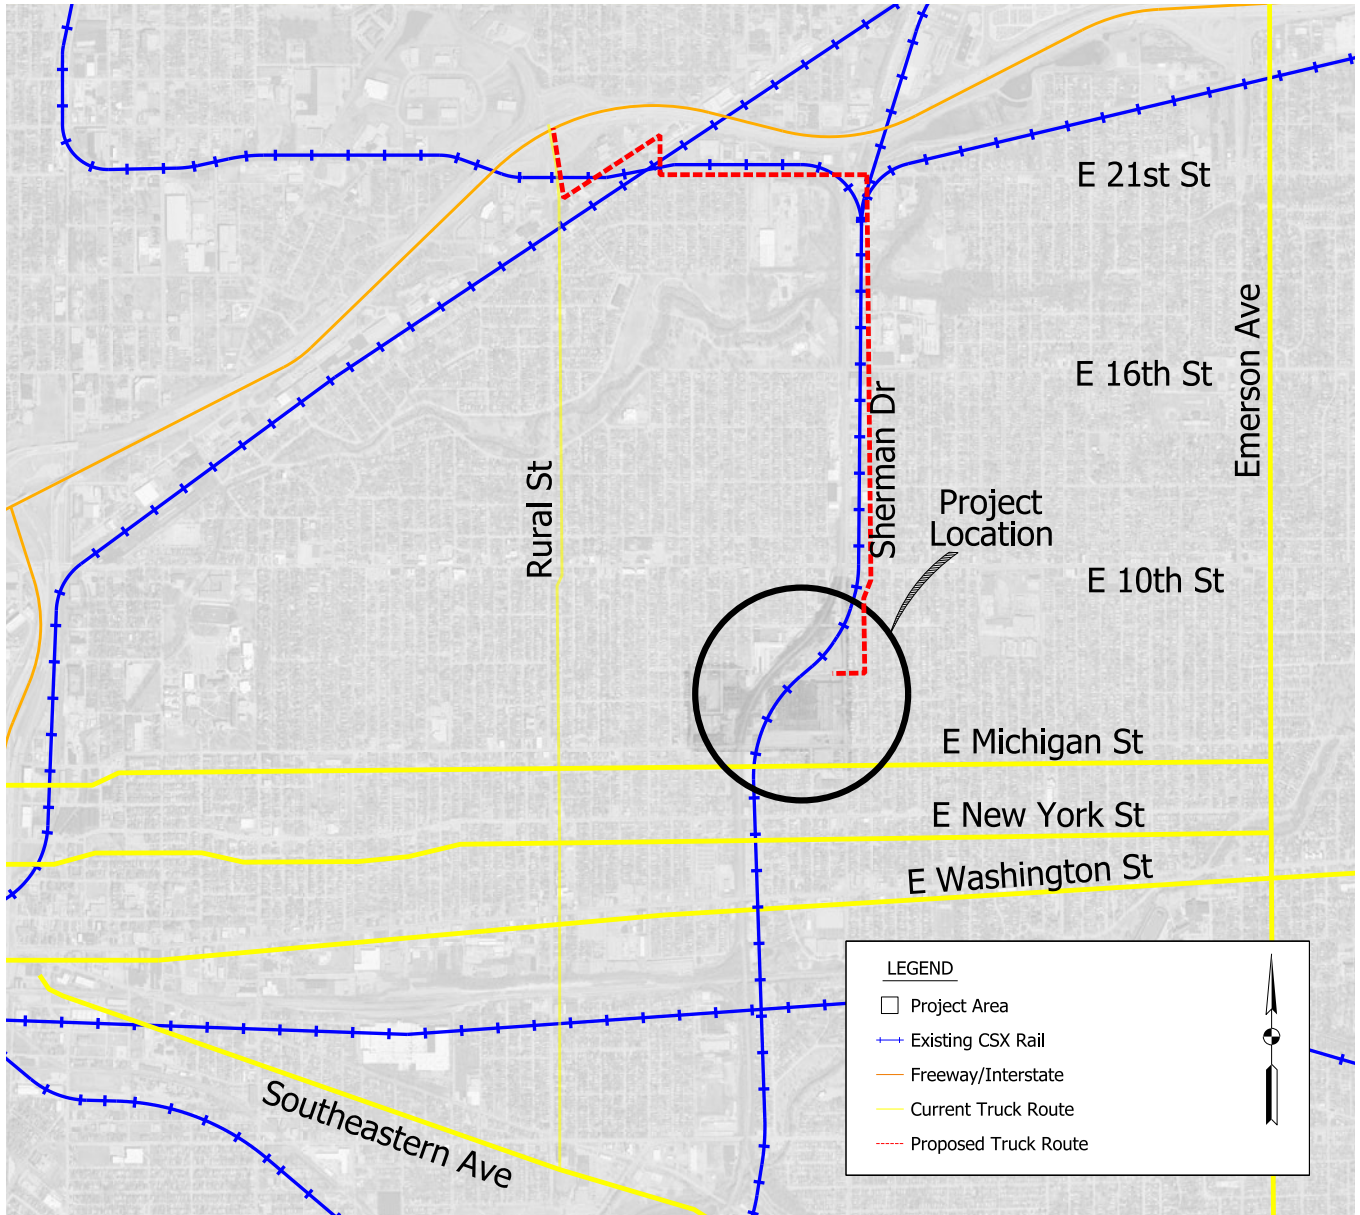 E 21st St
Emerson Ave
E 16th St
Sherman Dr
Rural St
Project
Location
E 10th St
E Michigan St
E New York St
E Washington St
Southeastern Ave
LEGEND
Project Area
Existing CSX Rail
Freeway/Interstate
Current Truck Route
Proposed Truck Route